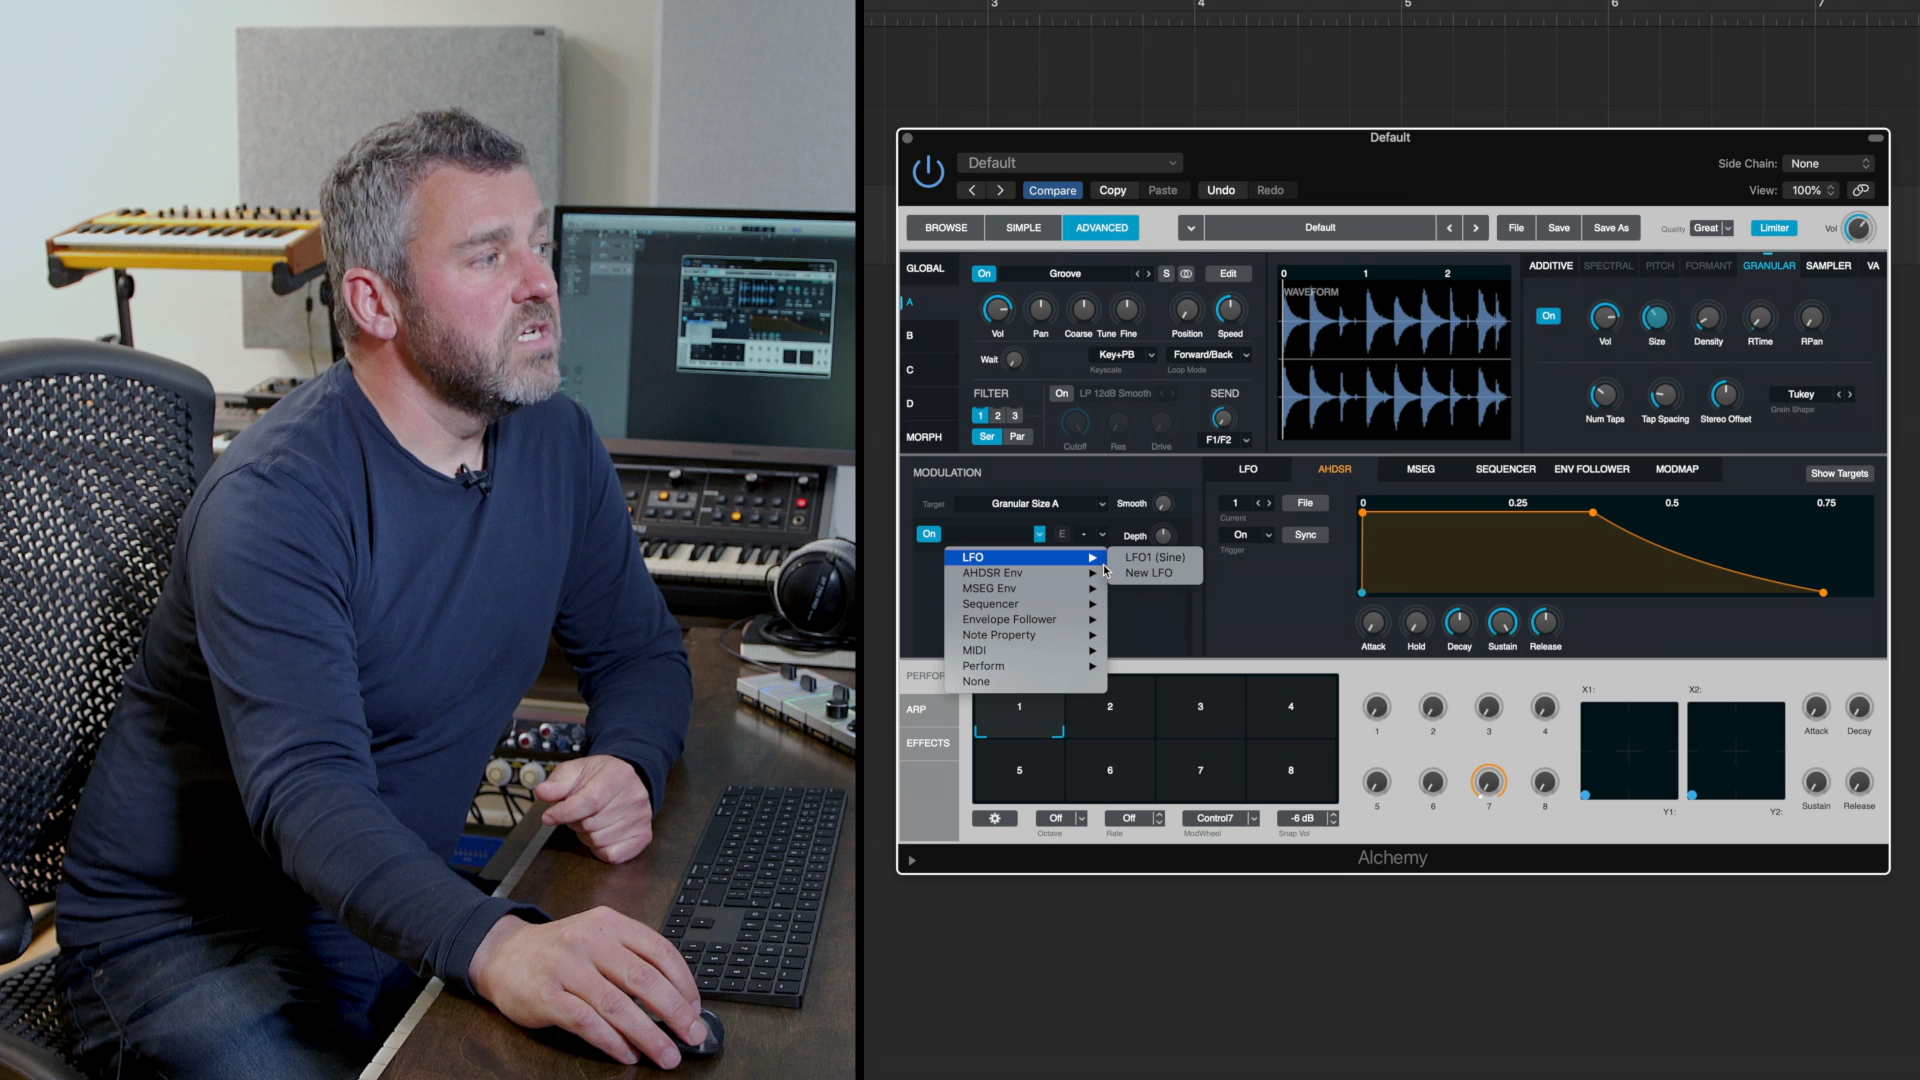 3 4 5 6 7
Default
Default
Side Chain: None
Compare Copy Paste Undo Redo
View: 100%
BROWSE SIMPLE ADVANCED Default File Save Save As Quality Great Limiter Vol
GLOBAL
A
B
C
D
MORPH
On Groove S Edit
Vol Pan Coarse Tune Fine Position Speed
Wait Key+PB Forward/Back
Keyscale Loop Mode
FILTER On LP 12dB Smooth SEND
1 2 3
Ser Par F1/F2
Cutoff Res Drive
0 1 2
WAVEFORM
ADDITIVE SPECTRAL PITCH FORMANT GRANULAR SAMPLER VA
On
Vol Size Density RTime RPan
Tukey
Grain Shape
Num Taps Tap Spacing Stereo Offset
MODULATION
Target Granular Size A Smooth
On E - Depth
LFO
AHDSR Env
MSEG Env
Sequencer
Envelope Follower
Note Property
MIDI
Perform
None
LFO1 (Sine)
New LFO
LFO AHDSR MSEG SEQUENCER ENV FOLLOWER MODMAP Show Targets
1 File
Current
On Sync
Trigger
0 0.25 0.5 0.75
Attack Hold Decay Sustain Release
PERFOR
ARP
EFFECTS
1 2 3 4
5 6 7 8
Off Off Control7 -6 dB
Octave Rate ModWheel Snap Vol
1 2 3 4
5 6 7 8
X1: X2:
Y1: Y2:
Attack Decay
Sustain Release
Alchemy